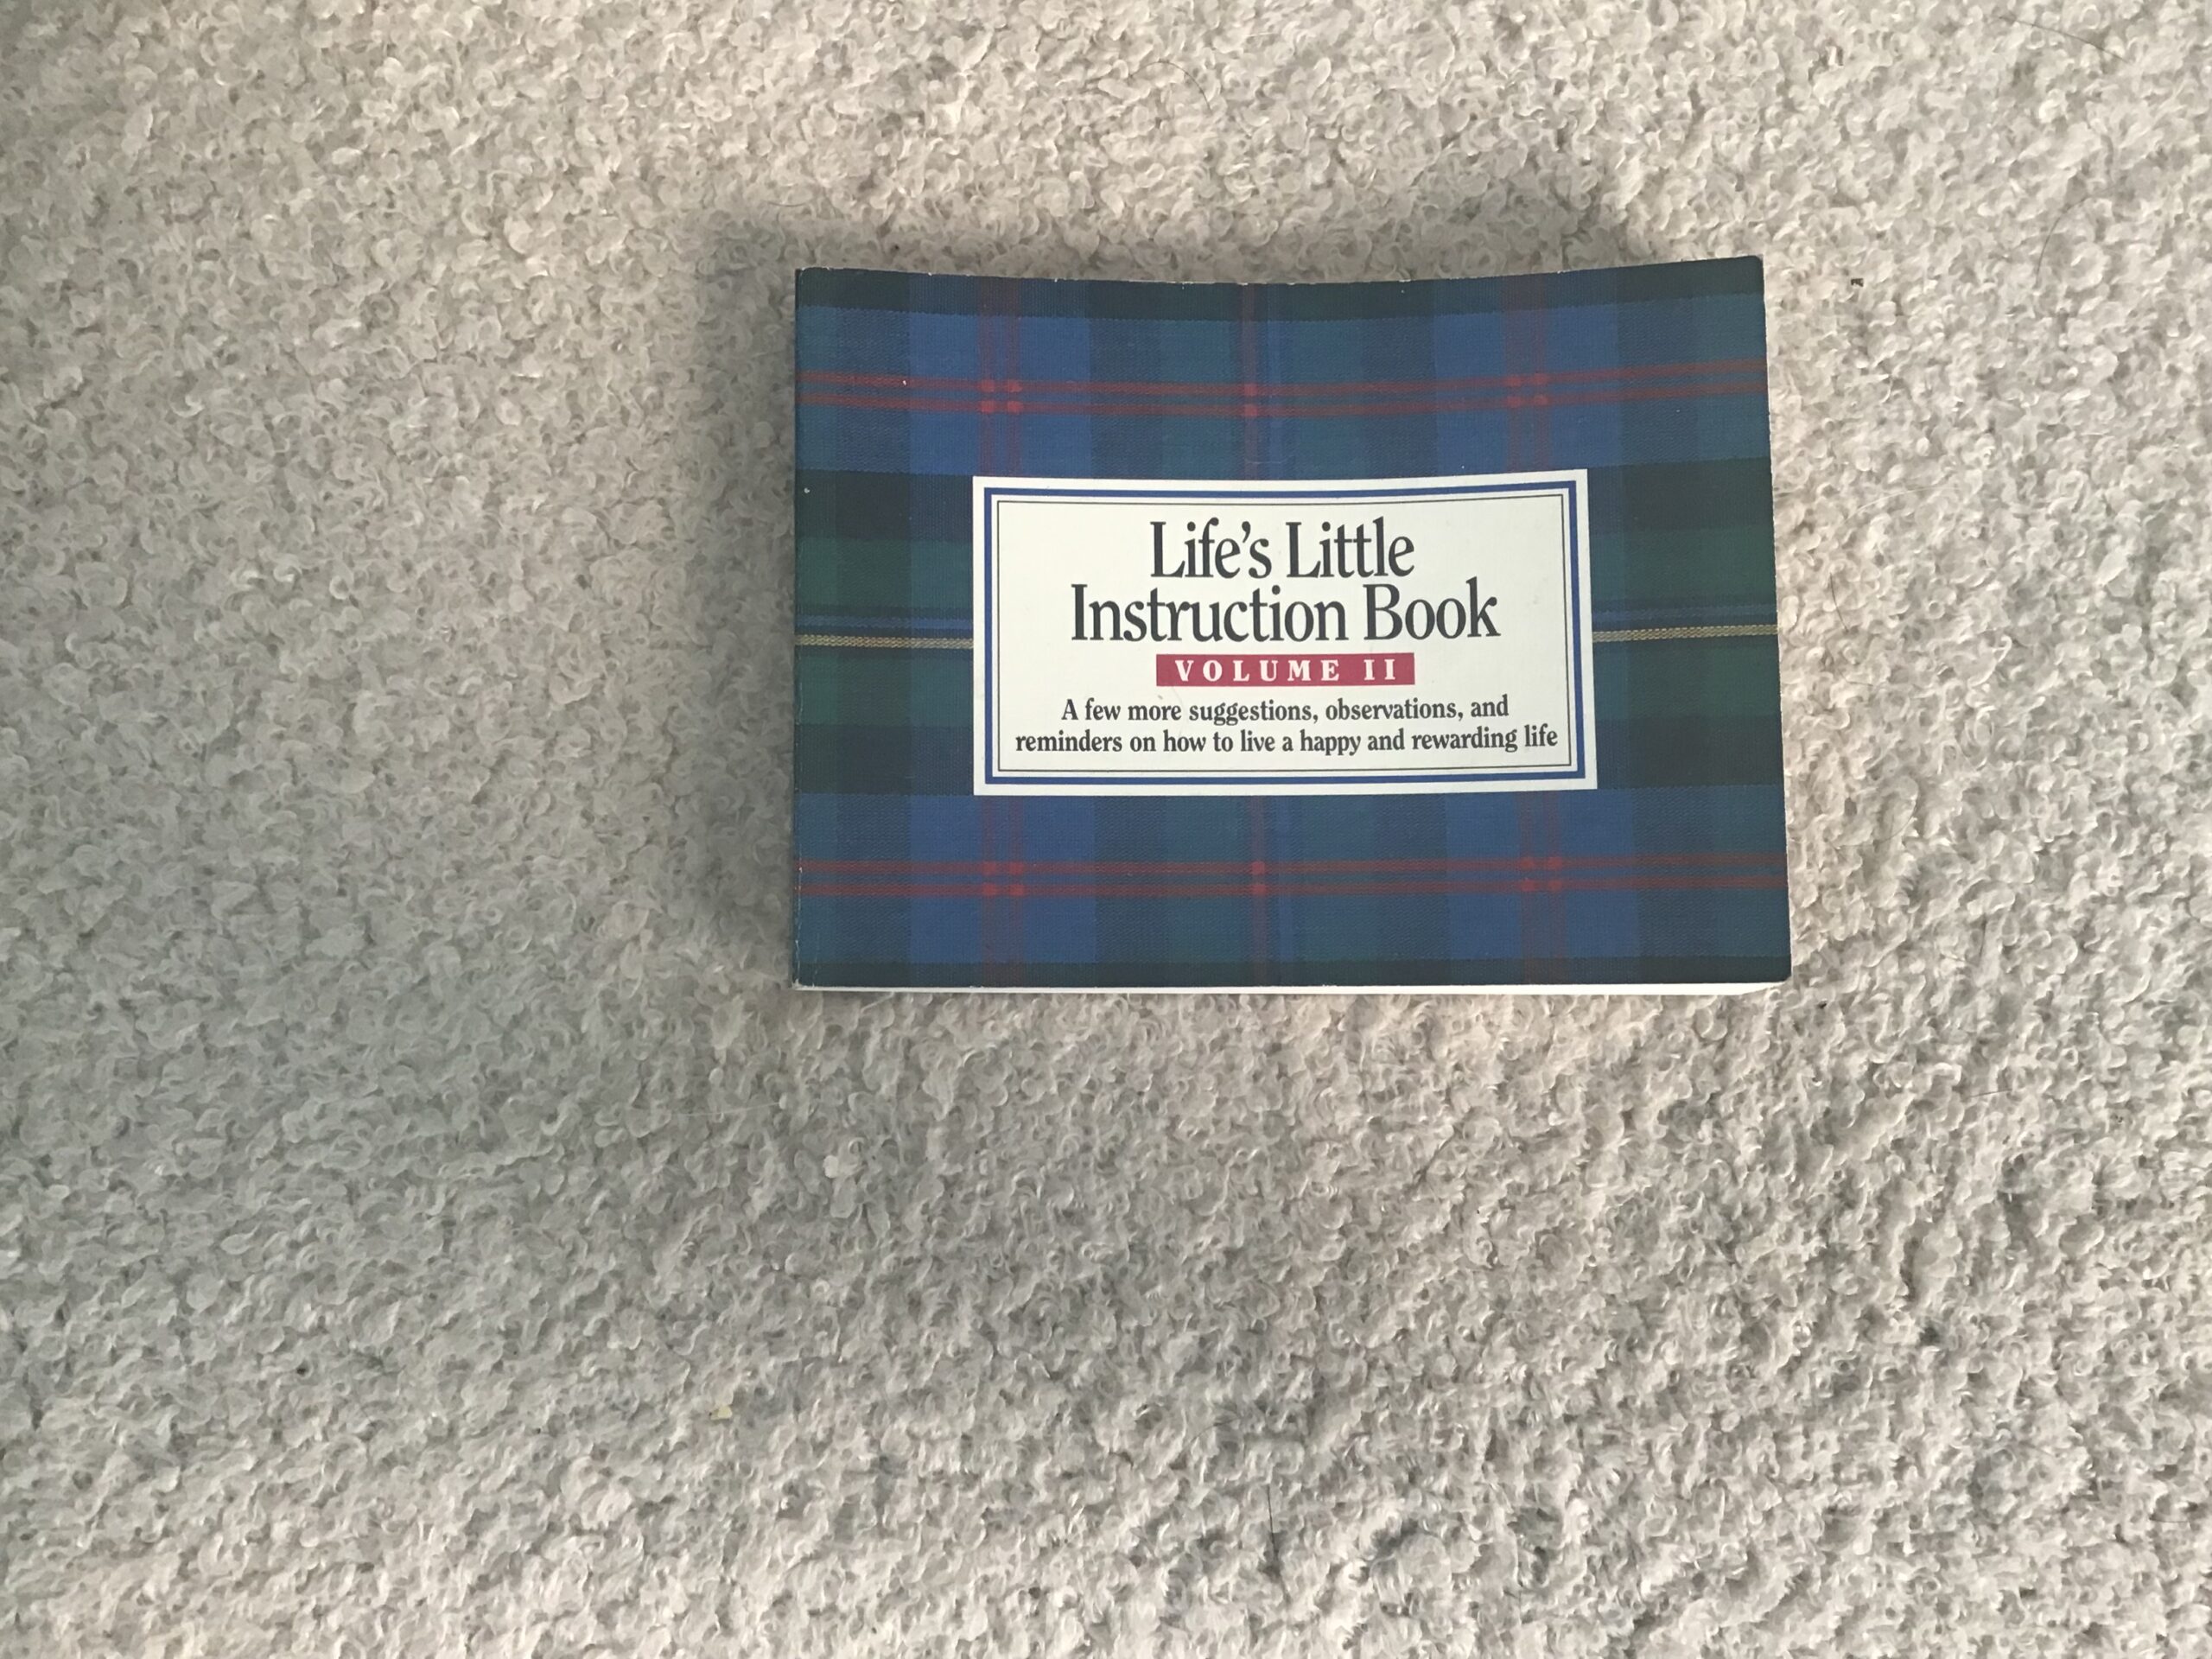 Life’s Little
Instruction Book
VOLUME II
A few more suggestions, observations, and
reminders on how to live a happy and rewarding life